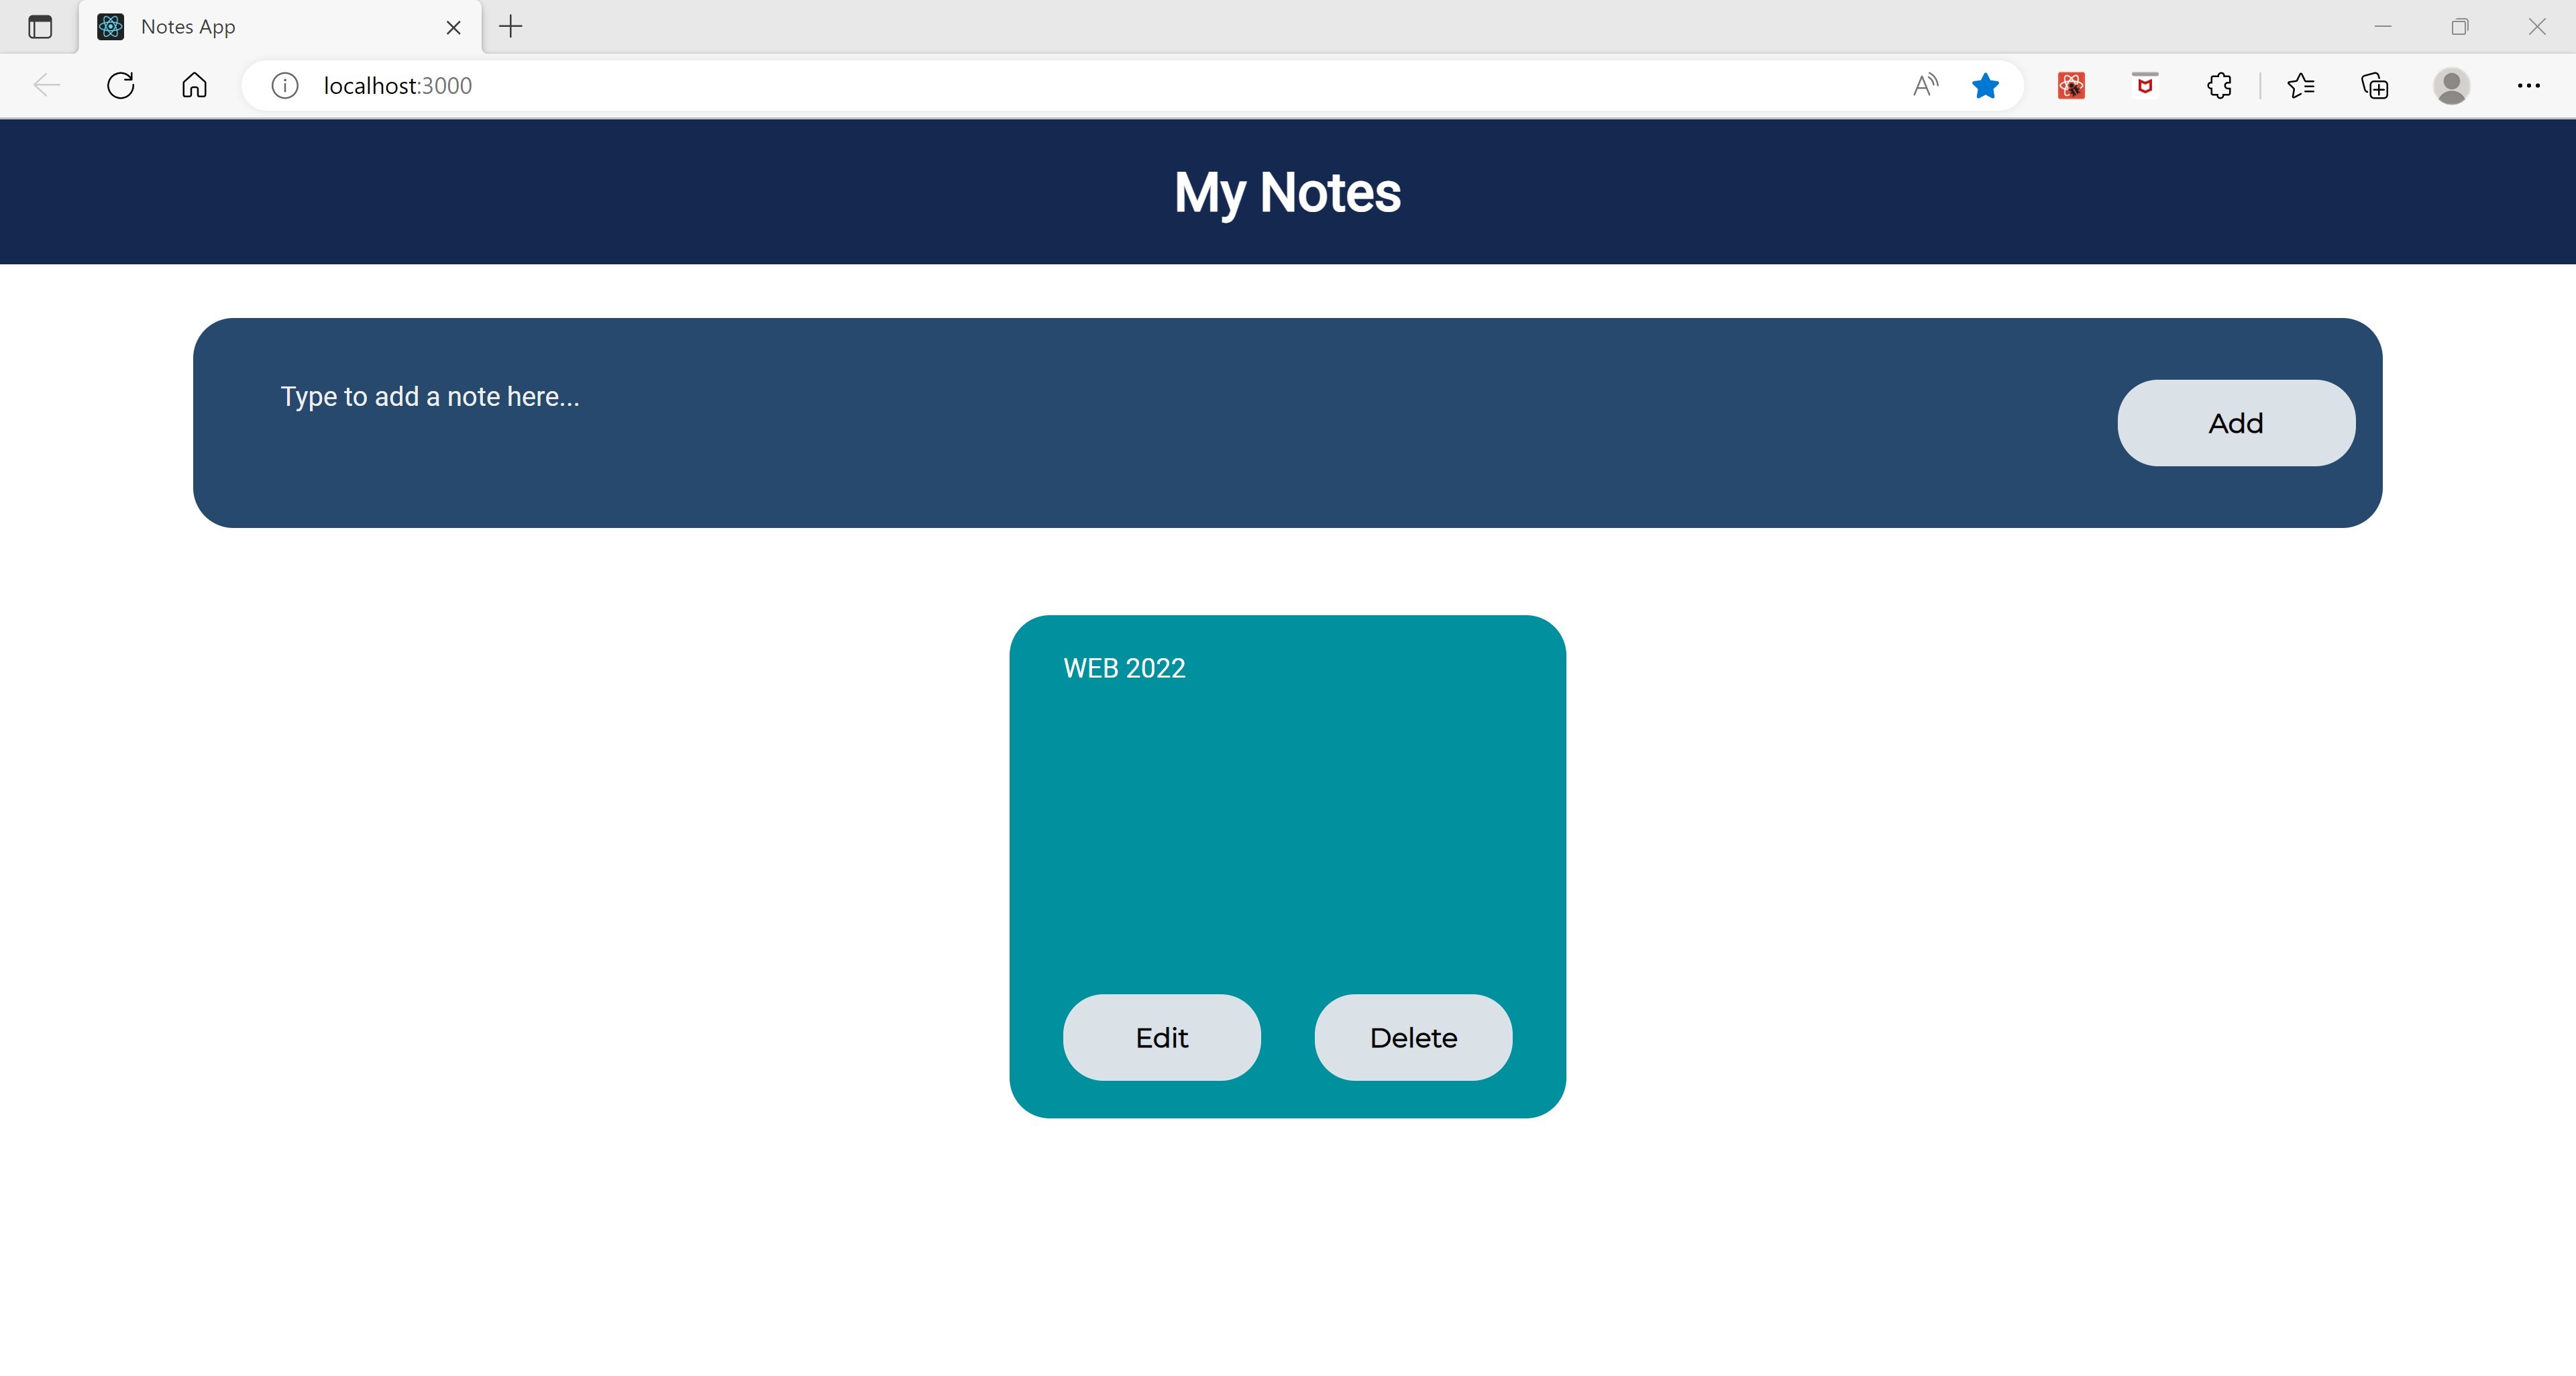 Notes App
localhost:3000
My Notes
Type to add a note here...
Add
WEB 2022
Edit
Delete